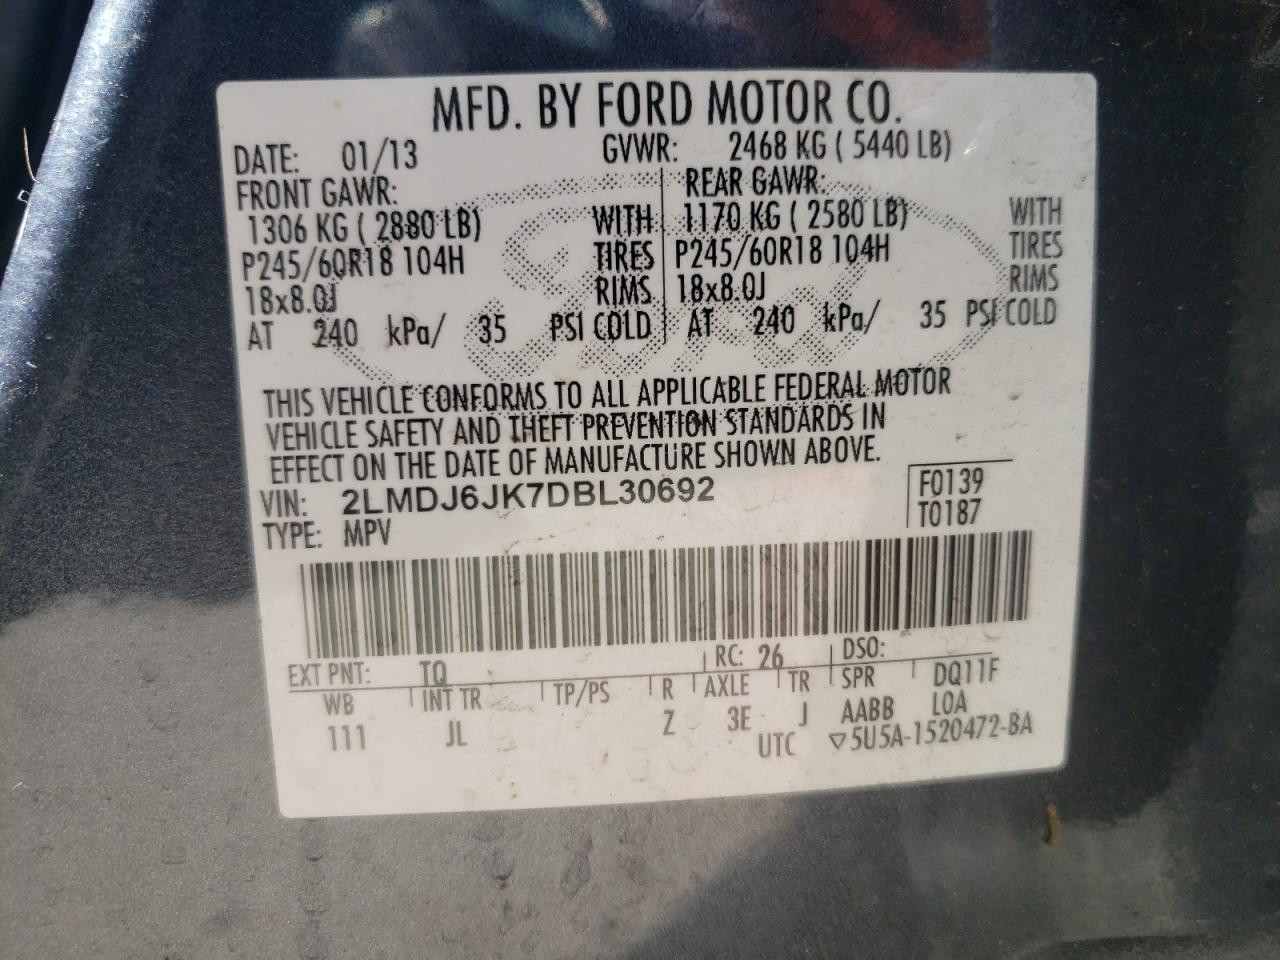 MFD. BY FORD MOTOR CO.
DATE: 01/13 GVWR: 2468 KG ( 5440 LB)
FRONT GAWR: REAR GAWR:
1306 KG ( 2880 LB) WITH 1170 KG ( 2580 LB) WITH
P245/60R18 104H TIRES P245/60R18 104H TIRES
18x8.0J RIMS 18x8.0J RIMS
AT 240 kPa/ 35 PSI COLD AT 240 kPa/ 35 PSI COLD
THIS VEHICLE CONFORMS TO ALL APPLICABLE FEDERAL MOTOR
VEHICLE SAFETY AND THEFT PREVENTION STANDARDS IN
EFFECT ON THE DATE OF MANUFACTURE SHOWN ABOVE.
VIN: 2LMDJ6JK7DBL30692 F0139
TYPE: MPV T0187
EXT PNT: TQ RC: 26 DSO:
WB INT TR TP/PS R AXLE TR SPR DQ11F
111 JL Z 3E J AABB LOA
UTC ▽5U5A-1520472-BA